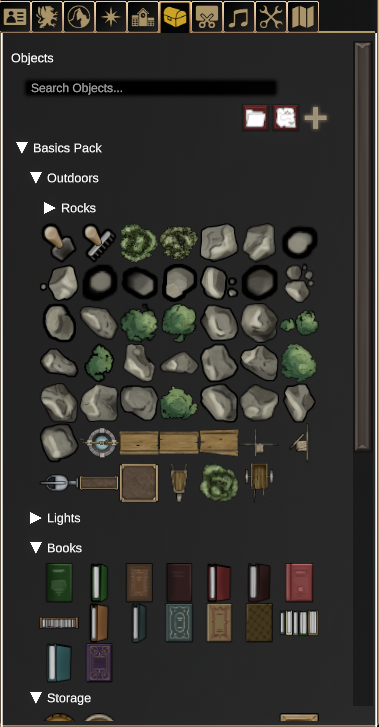 Objects
Search Objects...
Basics Pack
Outdoors
Rocks
Lights
Books
Storage